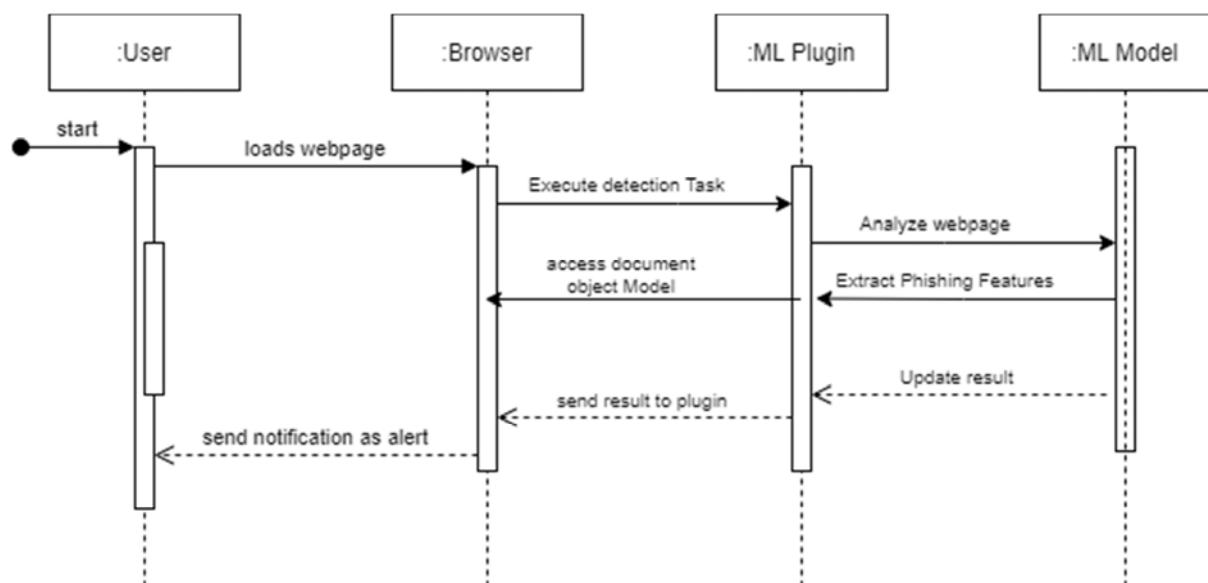 :User
:Browser
:ML Plugin
:ML Model
start
loads webpage
Execute detection Task
Analyze webpage
access document
object Model
Extract Phishing Features
Update result
send result to plugin
send notification as alert